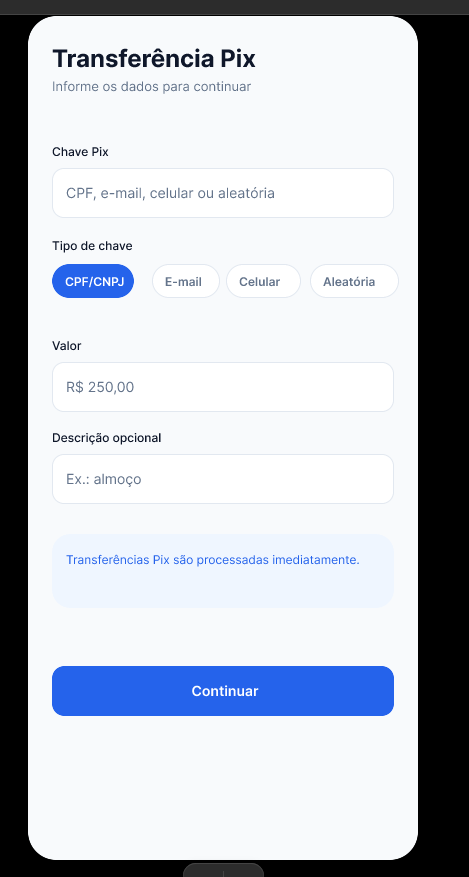 Transferência Pix
Informe os dados para continuar
Chave Pix
CPF, e-mail, celular ou aleatória
Tipo de chave
CPF/CNPJ E-mail Celular Aleatória
Valor
R$ 250,00
Descrição opcional
Ex.: almoço
Transferências Pix são processadas imediatamente.
Continuar